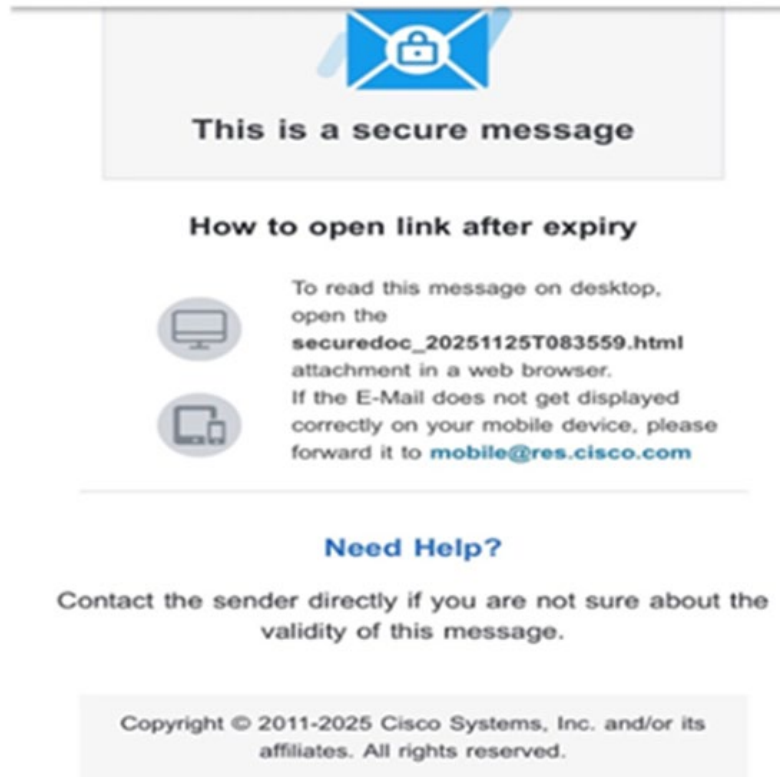 This is a secure message
How to open link after expiry
To read this message on desktop,
open the
securedoc_20251125T083559.html
attachment in a web browser.
If the E-Mail does not get displayed
correctly on your mobile device, please
forward it to mobile@res.cisco.com
Need Help?
Contact the sender directly if you are not sure about the
validity of this message.
Copyright © 2011-2025 Cisco Systems, Inc. and/or its
affiliates. All rights reserved.